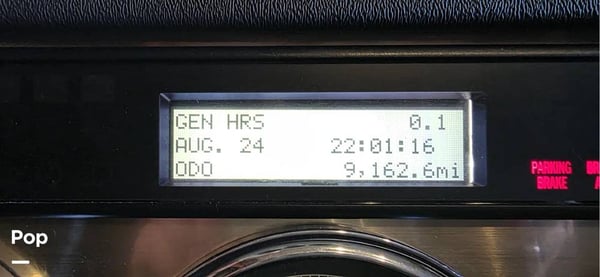 GEN HRS 0.1
AUG. 24 22:01:16
ODO 9,162.6mi
PARKING
BRAKE
Pop